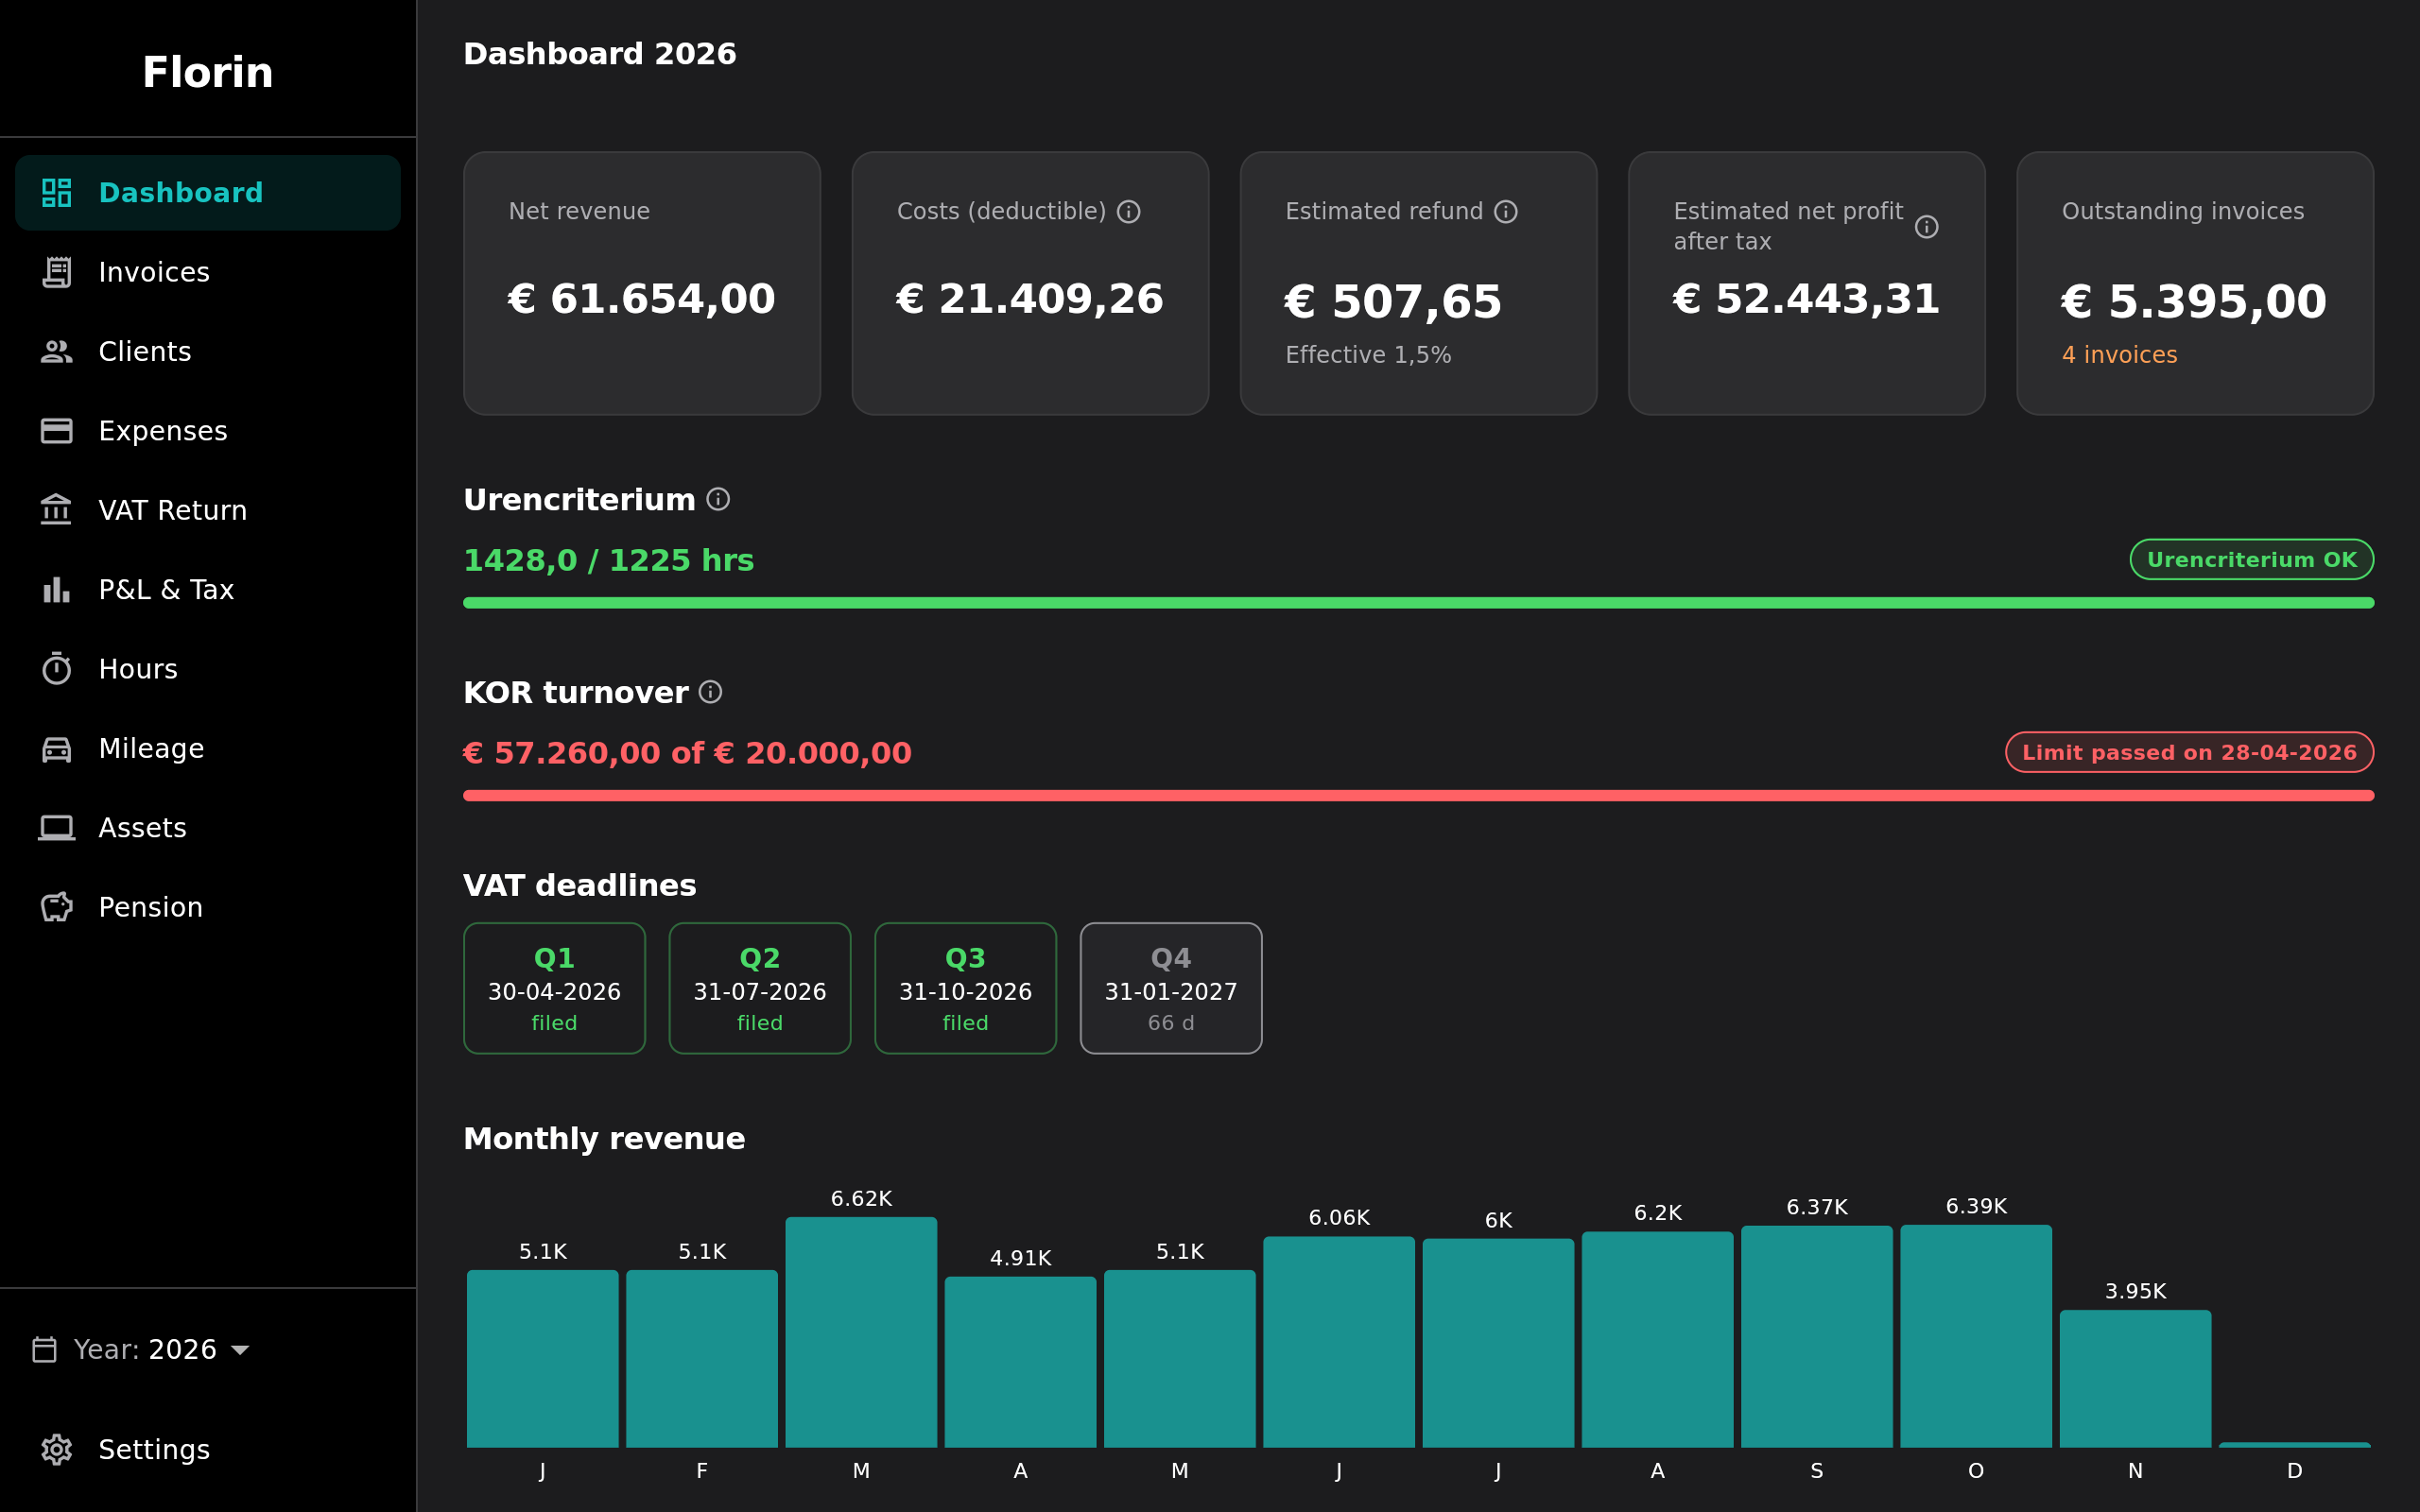 Florin
Dashboard
Invoices
Clients
Expenses
VAT Return
P&L & Tax
Hours
Mileage
Assets
Pension
Year: 2026
Settings
Dashboard 2026
Net revenue
€ 61.654,00
Costs (deductible)
€ 21.409,26
Estimated refund
€ 507,65
Effective 1,5%
Estimated net profit
after tax
€ 52.443,31
Outstanding invoices
€ 5.395,00
4 invoices
Urencriterium
1428,0 / 1225 hrs
Urencriterium OK
KOR turnover
€ 57.260,00 of € 20.000,00
Limit passed on 28-04-2026
VAT deadlines
Q1
30-04-2026
filed
Q2
31-07-2026
filed
Q3
31-10-2026
filed
Q4
31-01-2027
66 d
Monthly revenue
5.1K
5.1K
6.62K
4.91K
5.1K
6.06K
6K
6.2K
6.37K
6.39K
3.95K
J F M A M J J A S O N D